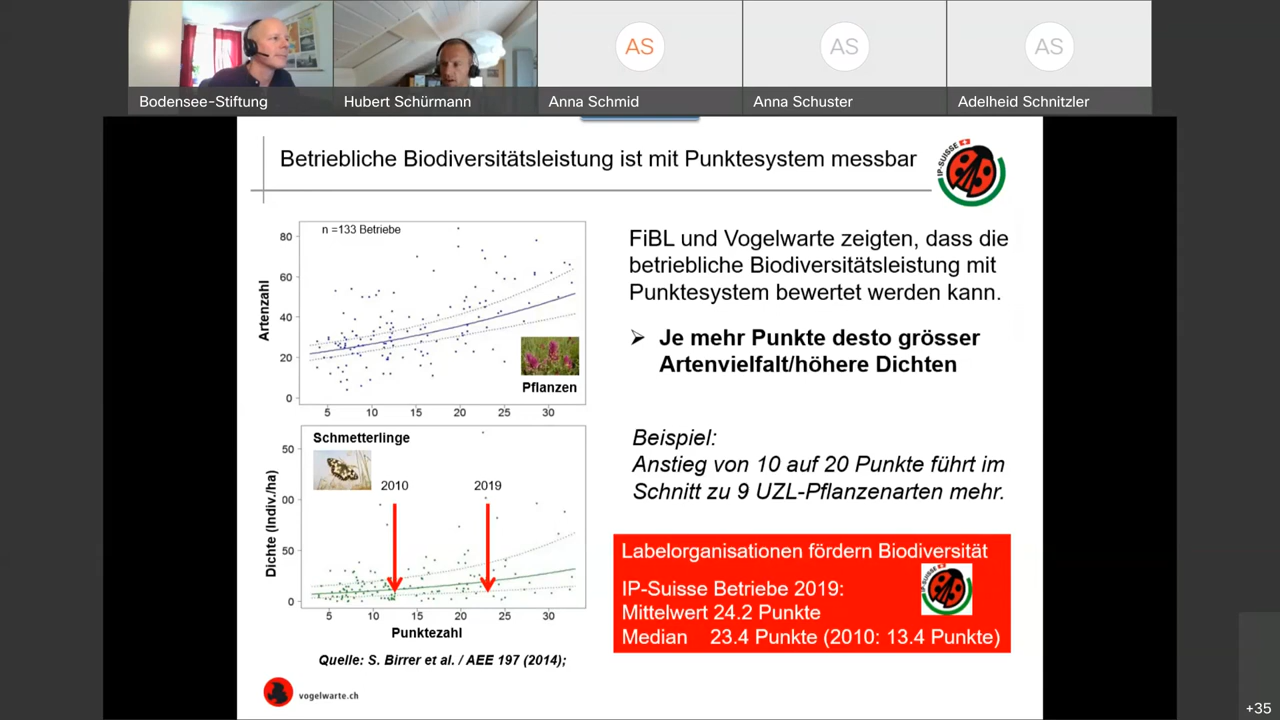 AS
AS
AS
Bodensee-Stiftung
Hubert Schürmann
Anna Schmid
Anna Schuster
Adelheid Schnitzler
Betriebliche Biodiversitätsleistung ist mit Punktesystem messbar
IP-SUISSE
n =133 Betriebe
Artenzahl
80
60
40
20
0
5 10 15 20 25 30
Pflanzen
Schmetterlinge
2010 2019
Dichte (Indiv./ha)
50
00
50
0
5 10 15 20 25 30
Punktezahl
Quelle: S. Birrer et al. / AEE 197 (2014);
vogelwarte.ch
FiBL und Vogelwarte zeigten, dass die
betriebliche Biodiversitätsleistung mit
Punktesystem bewertet werden kann.
Je mehr Punkte desto grösser
Artenvielfalt/höhere Dichten
Beispiel:
Anstieg von 10 auf 20 Punkte führt im
Schnitt zu 9 UZL-Pflanzenarten mehr.
Labelorganisationen fördern Biodiversität
IP-Suisse Betriebe 2019:
Mittelwert 24.2 Punkte
Median 23.4 Punkte (2010: 13.4 Punkte)
IP-SUISSE
+35